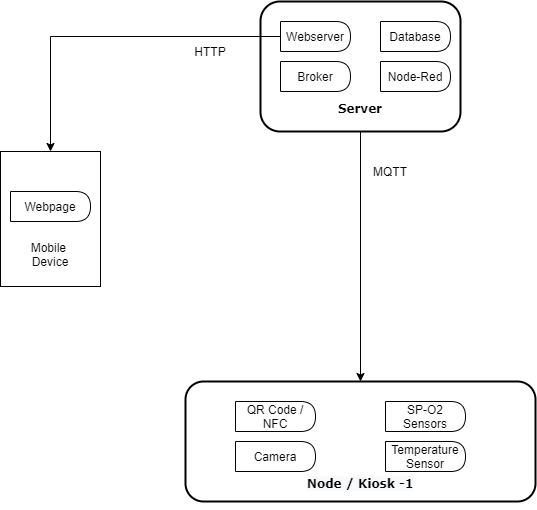 Webserver
Database
HTTP
Broker
Node-Red
Server
MQTT
Webpage
Mobile
Device
QR Code /
NFC
SP-O2
Sensors
Camera
Temperature
Sensor
Node / Kiosk -1